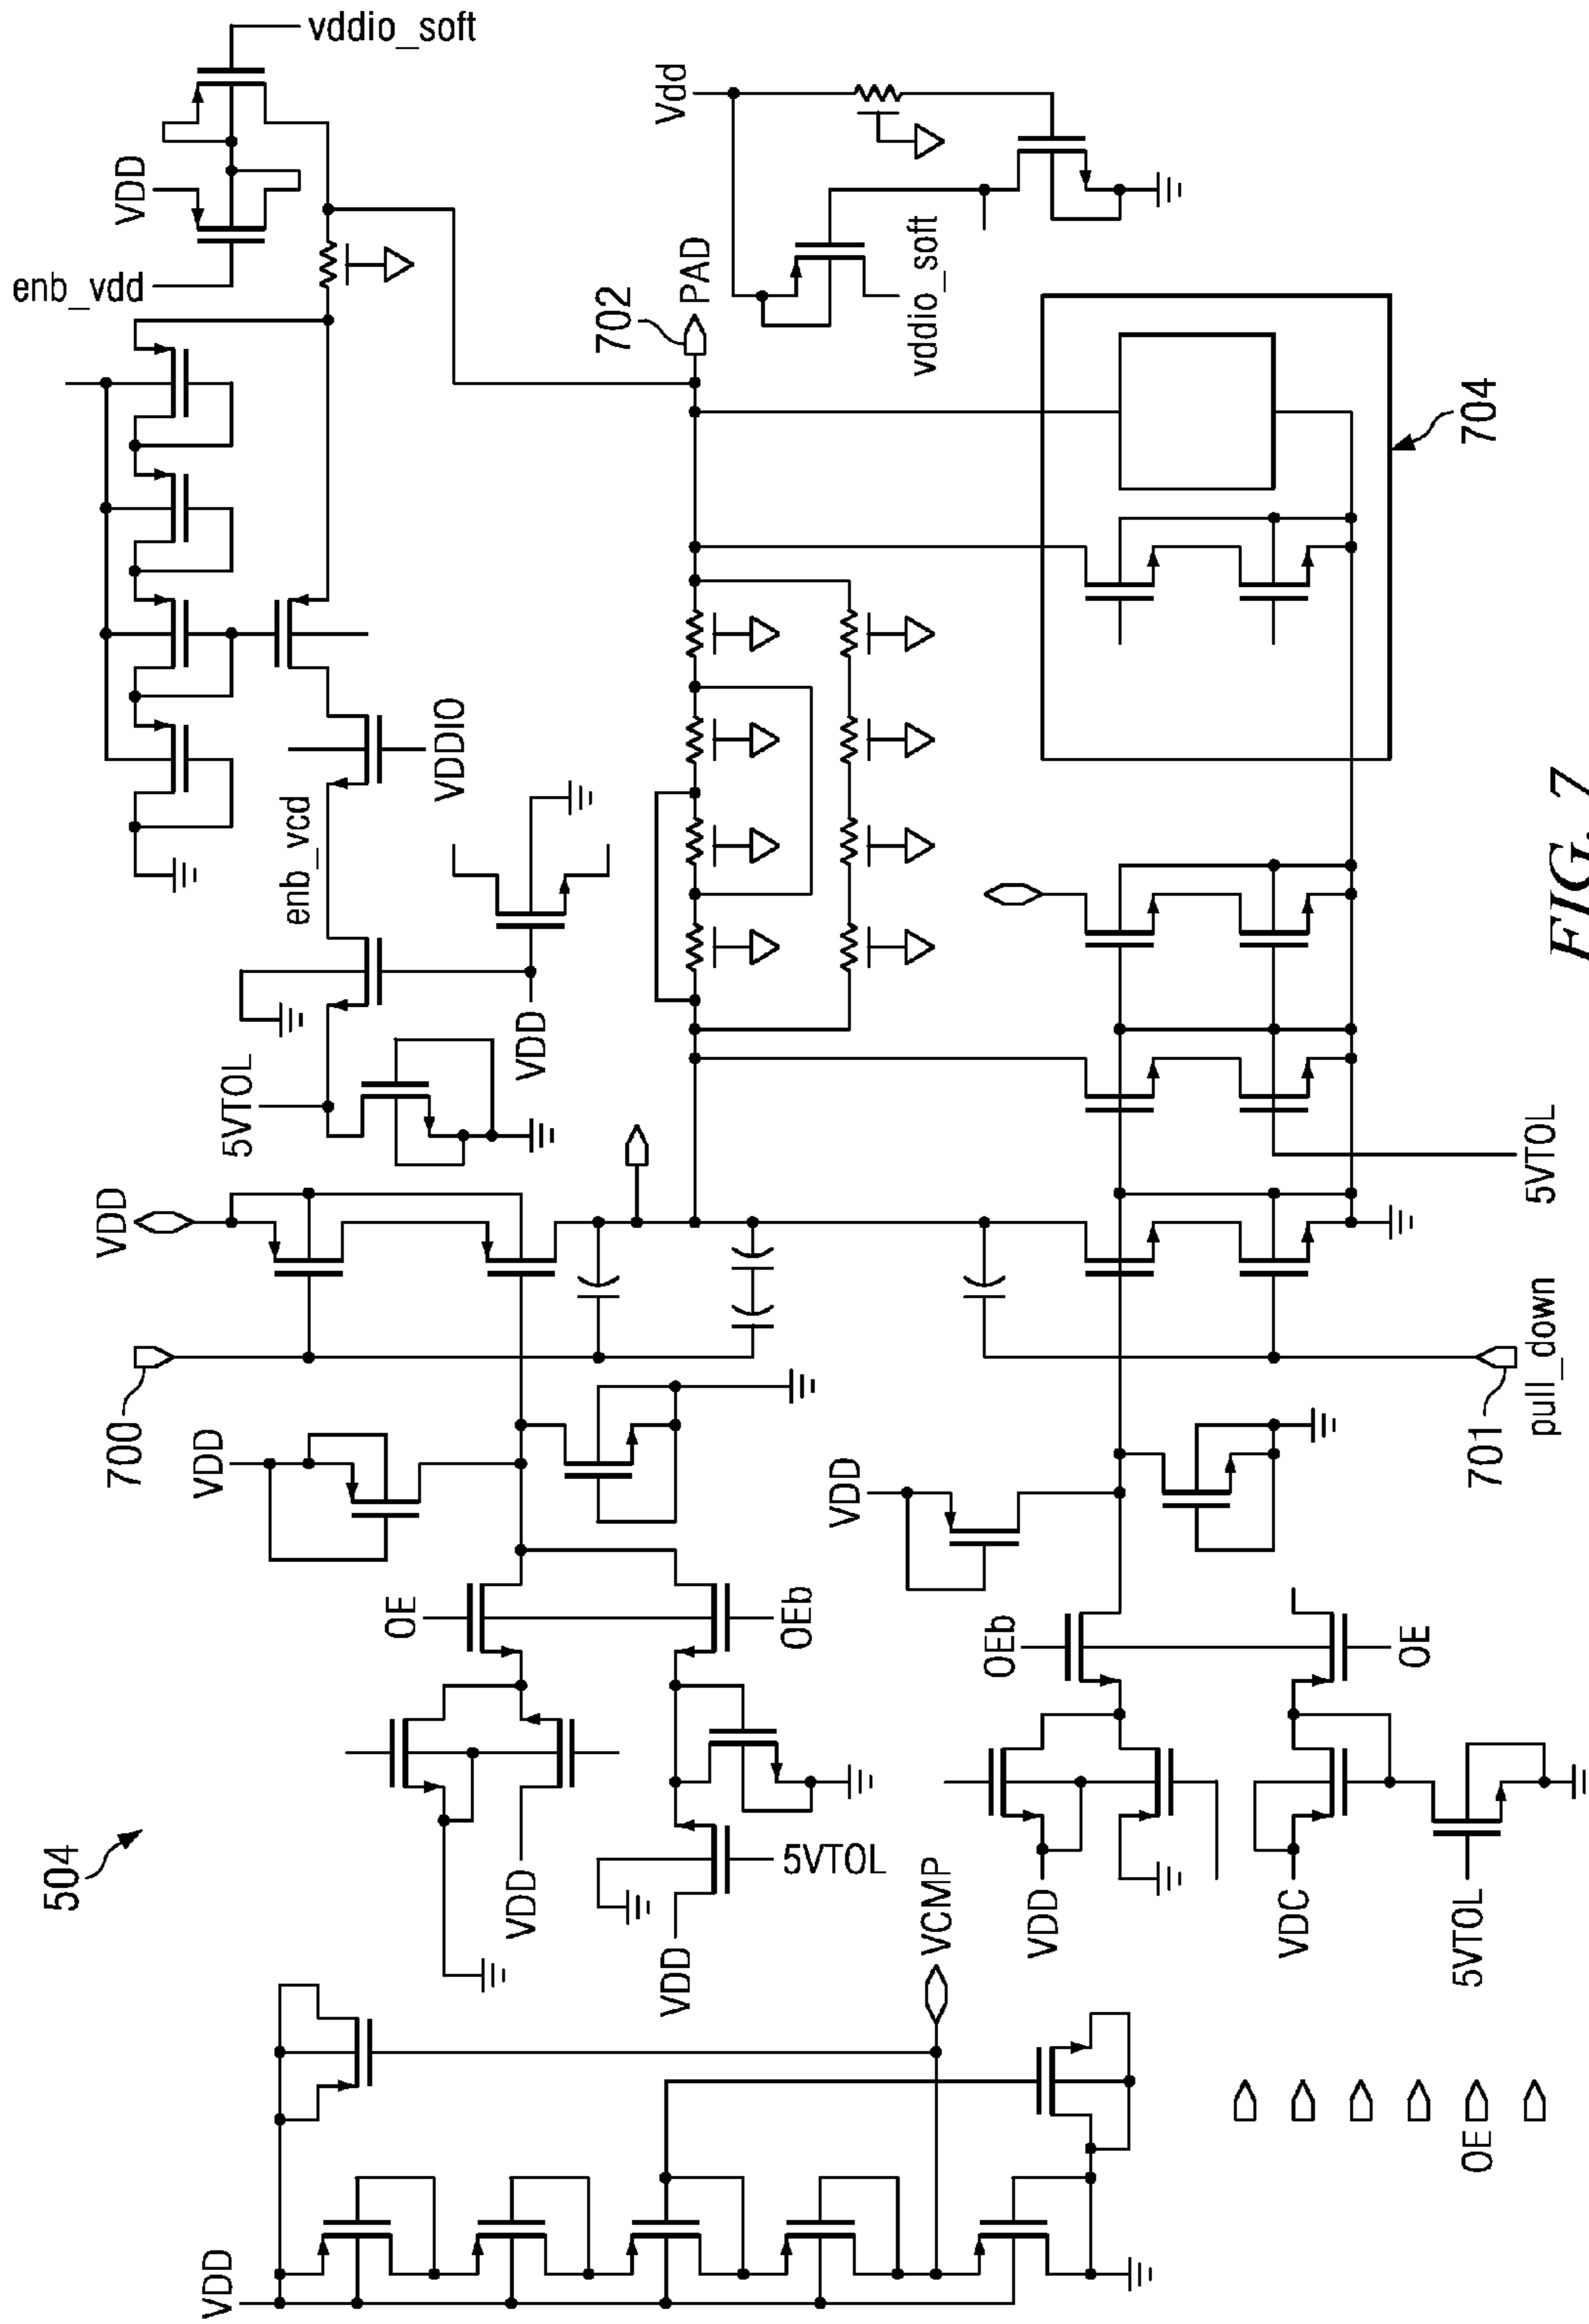 vddio_soft
VDD
enb_vdd
Vdd
702
PAD
vddio_soft
704
enb_vcd
VDDIO
5VTOL
VDD
FIG. 7
VDD
5VTOL
700
701
pull_down
VDD
VDD
OE
OEb
OEb
OE
504
VDD
5VTOL
VDD
VCMP
VDD
VDC
5VTOL
OE
VDD